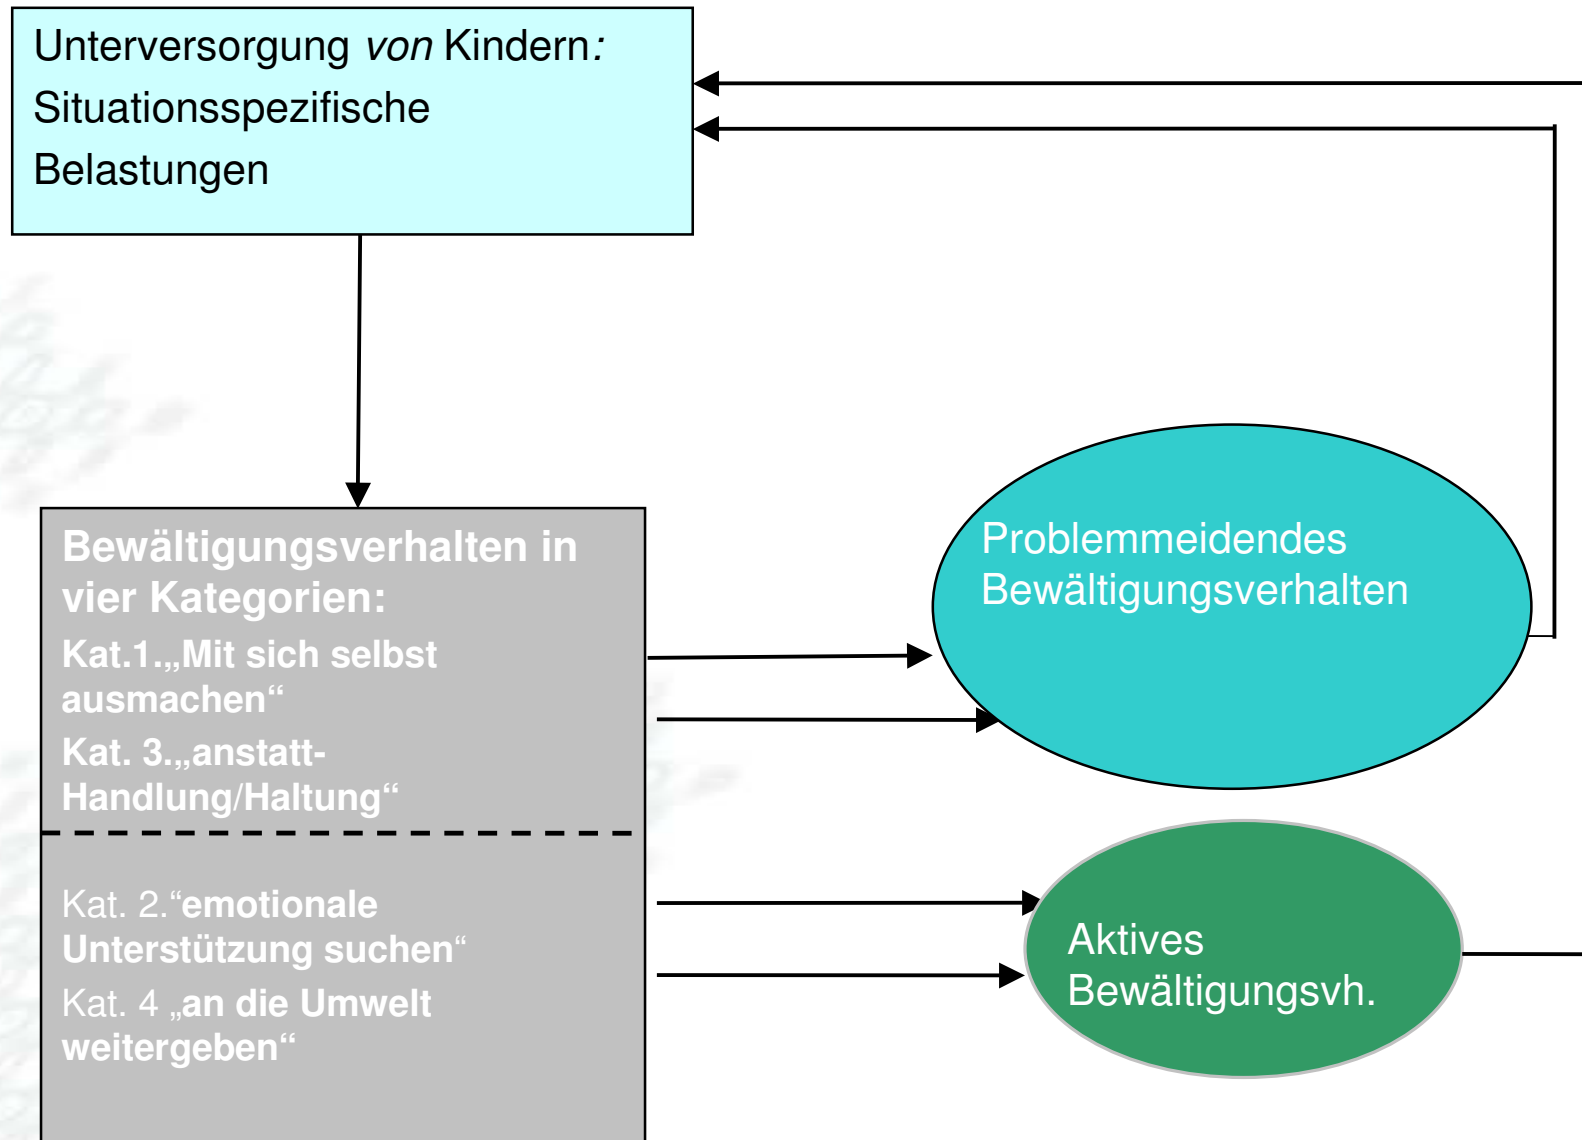 Unterversorgung von Kindern:
Situationsspezifische
Belastungen
Bewältigungsverhalten in
vier Kategorien:
Kat.1.„Mit sich selbst
ausmachen“
Kat. 3.„anstatt-
Handlung/Haltung“
Kat. 2.“emotionale
Unterstützung suchen“
Kat. 4 „an die Umwelt
weitergeben“
Problemmeidendes
Bewältigungsverhalten
Aktives
Bewältigungsvh.